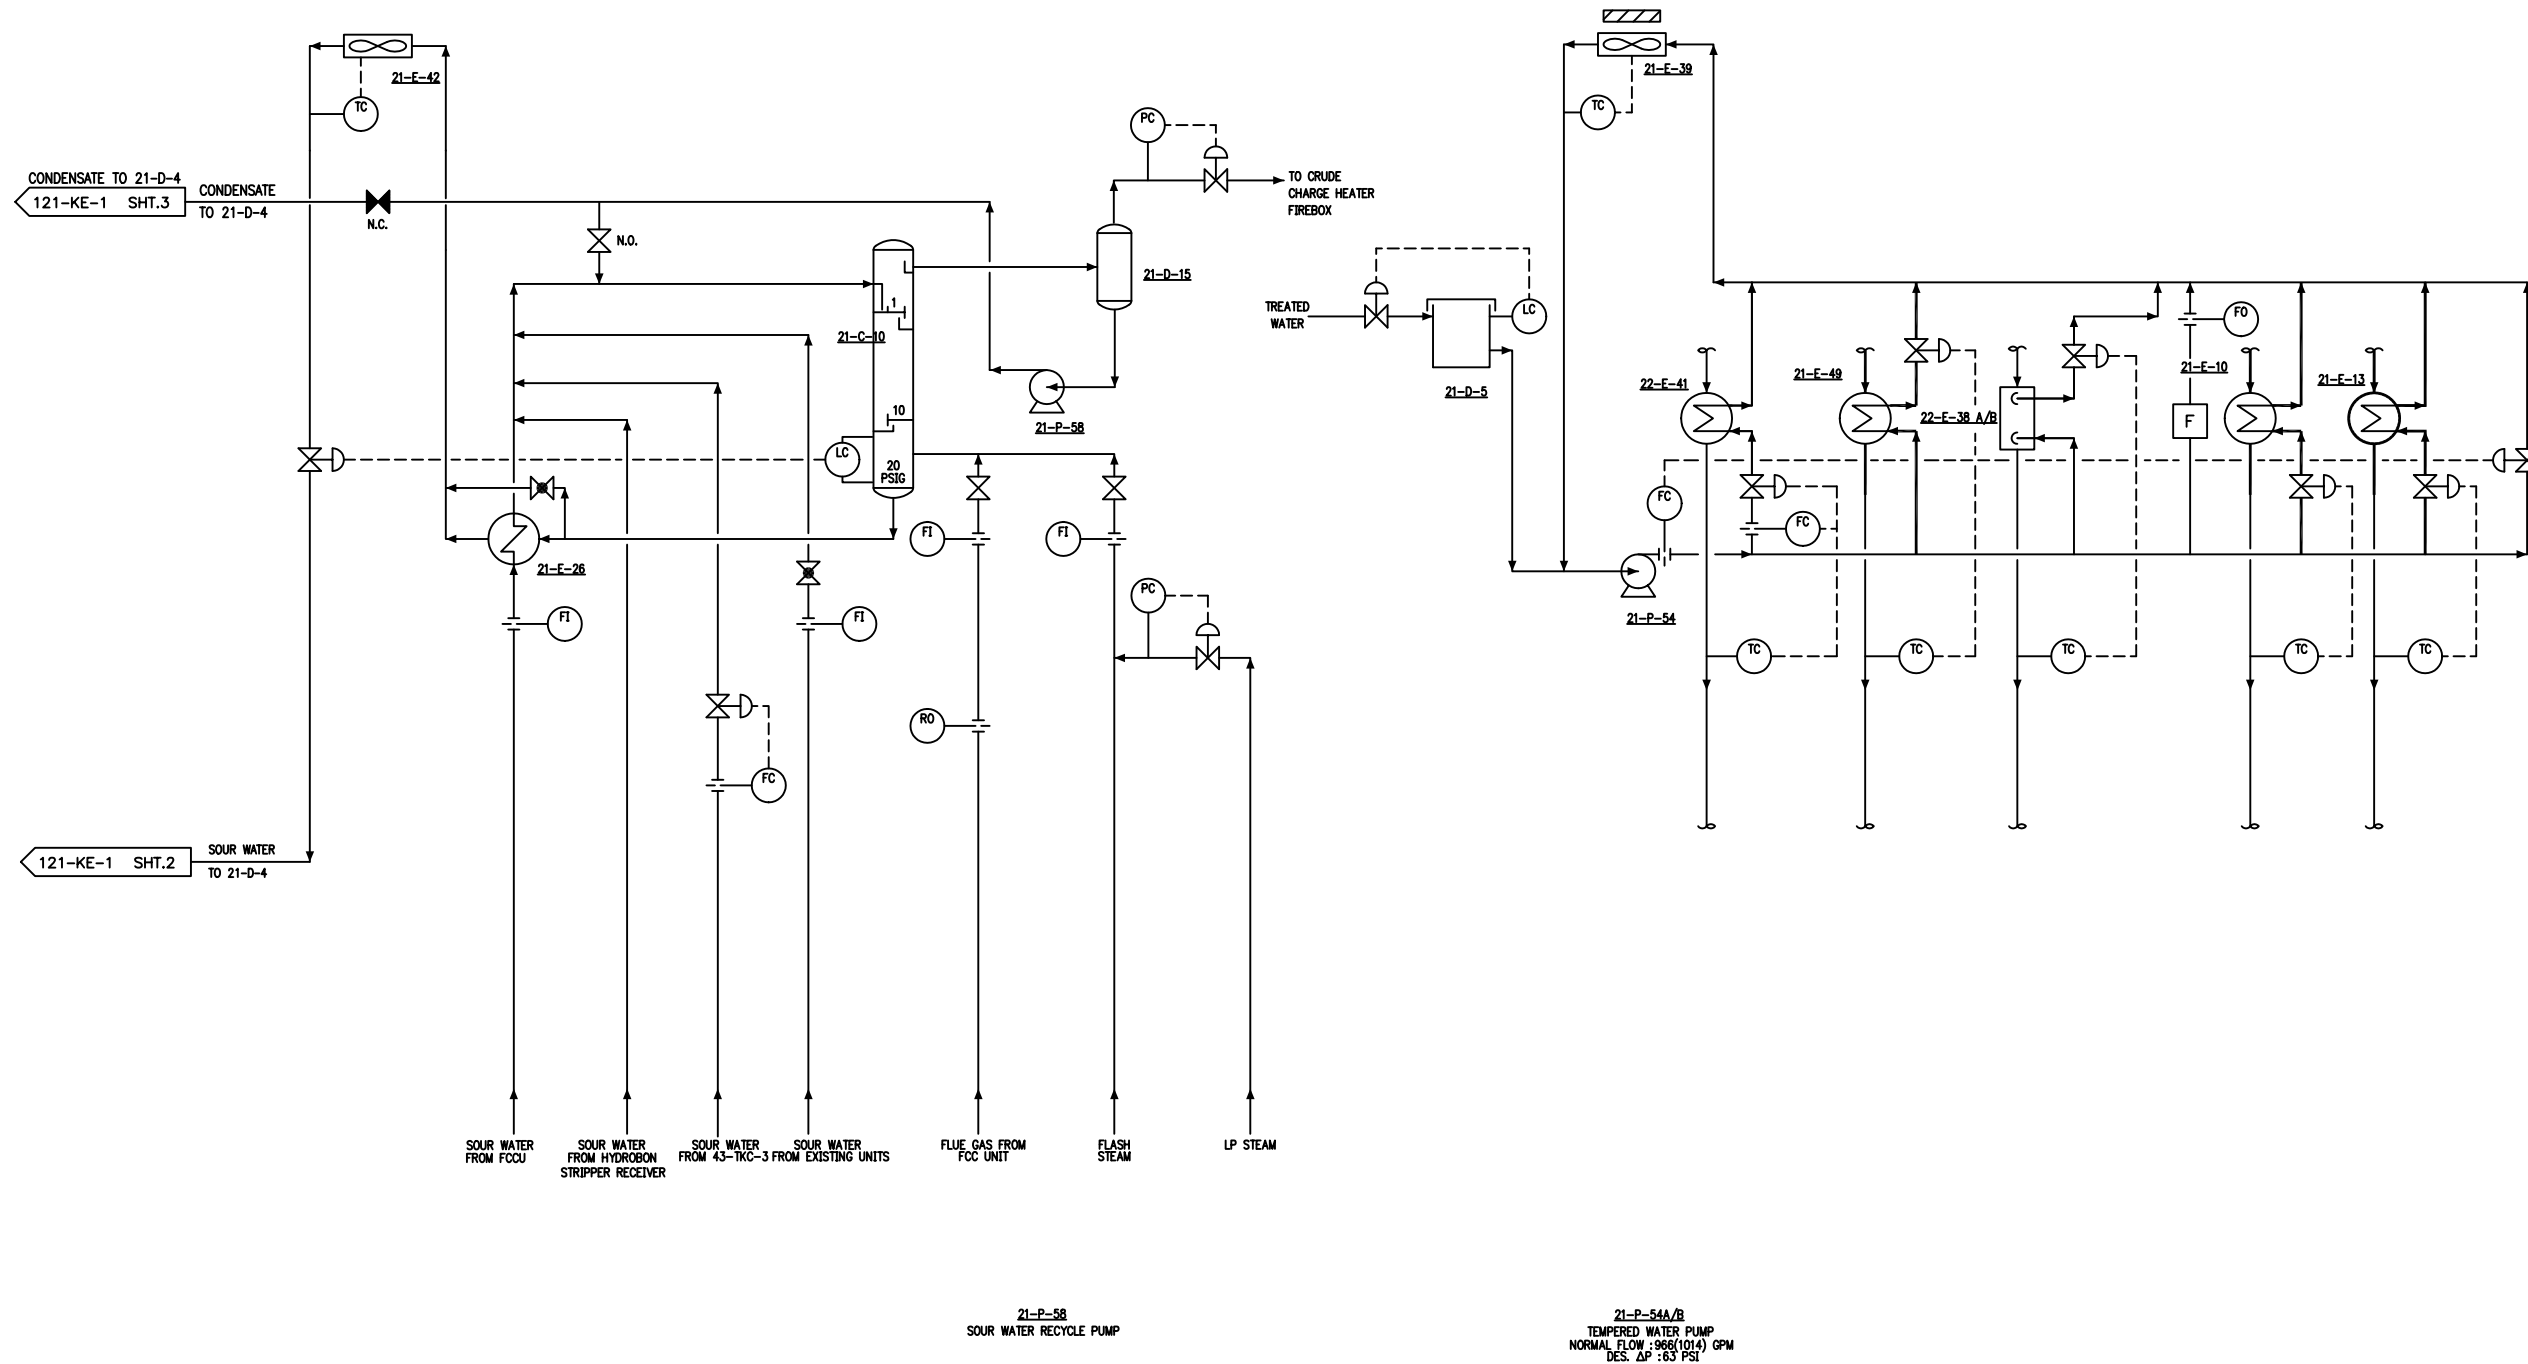 21-E-42
TC
CONDENSATE TO 21-D-4
121-KE-1 SHT.3
CONDENSATE
TO 21-D-4
N.C.
N.O.
PC
TO CRUDE
CHARGE HEATER
FIREBOX
21-D-15
1
21-C-10
10
LC
20
PSIG
21-P-58
21-E-26
FI
FI
FI
FI
PC
RO
FC
121-KE-1 SHT.2
SOUR WATER
TO 21-D-4
SOUR WATER
FROM FCCU
SOUR WATER
FROM HYDROBON
STRIPPER RECEIVER
SOUR WATER
FROM 43-TKC-3
SOUR WATER
FROM EXISTING UNITS
FLUE GAS FROM
FCC UNIT
FLASH
STEAM
LP STEAM
21-E-39
TC
TREATED
WATER
LC
21-D-5
22-E-41
21-E-49
22-E-38 A/B
FO
21-E-10
F
21-E-13
FC
FC
21-P-54
TC
TC
TC
TC
TC
21-P-58
SOUR WATER RECYCLE PUMP
21-P-54A/B
TEMPERED WATER PUMP
NORMAL FLOW :966(1014) GPM
DES. ΔP :63 PSI